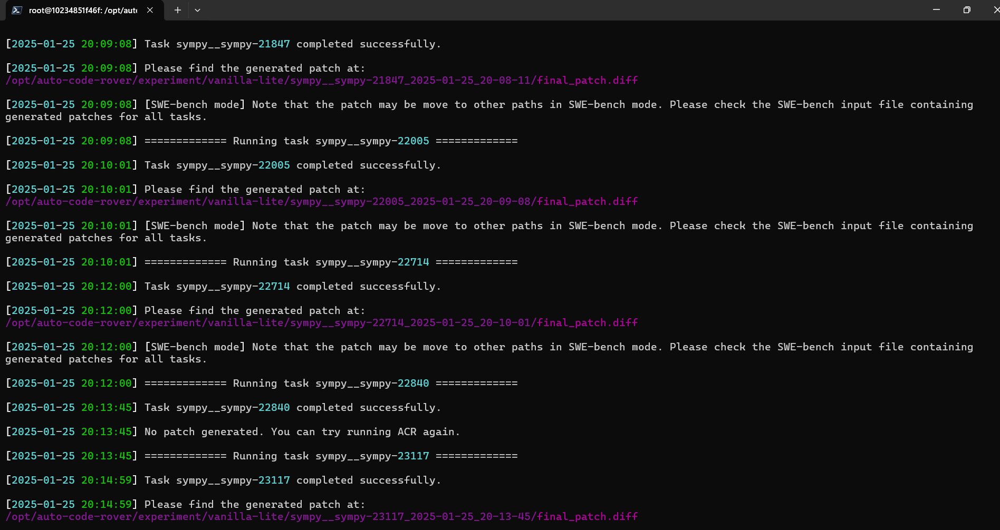 root@10234851f46f: /opt/auto
[2025-01-25 20:09:08] Task sympy__sympy-21847 completed successfully.
[2025-01-25 20:09:08] Please find the generated patch at:
/opt/auto-code-rover/experiment/vanilla-lite/sympy__sympy-21847_2025-01-25_20-08-11/final_patch.diff
[2025-01-25 20:09:08] [SWE-bench mode] Note that the patch may be move to other paths in SWE-bench mode. Please check the SWE-bench input file containing
generated patches for all tasks.
[2025-01-25 20:09:08] ============= Running task sympy__sympy-22005 =============
[2025-01-25 20:10:01] Task sympy__sympy-22005 completed successfully.
[2025-01-25 20:10:01] Please find the generated patch at:
/opt/auto-code-rover/experiment/vanilla-lite/sympy__sympy-22005_2025-01-25_20-09-08/final_patch.diff
[2025-01-25 20:10:01] [SWE-bench mode] Note that the patch may be move to other paths in SWE-bench mode. Please check the SWE-bench input file containing
generated patches for all tasks.
[2025-01-25 20:10:01] ============= Running task sympy__sympy-22714 =============
[2025-01-25 20:12:00] Task sympy__sympy-22714 completed successfully.
[2025-01-25 20:12:00] Please find the generated patch at:
/opt/auto-code-rover/experiment/vanilla-lite/sympy__sympy-22714_2025-01-25_20-10-01/final_patch.diff
[2025-01-25 20:12:00] [SWE-bench mode] Note that the patch may be move to other paths in SWE-bench mode. Please check the SWE-bench input file containing
generated patches for all tasks.
[2025-01-25 20:12:00] ============= Running task sympy__sympy-22840 =============
[2025-01-25 20:13:45] Task sympy__sympy-22840 completed successfully.
[2025-01-25 20:13:45] No patch generated. You can try running ACR again.
[2025-01-25 20:13:45] ============= Running task sympy__sympy-23117 =============
[2025-01-25 20:14:59] Task sympy__sympy-23117 completed successfully.
[2025-01-25 20:14:59] Please find the generated patch at:
/opt/auto-code-rover/experiment/vanilla-lite/sympy__sympy-23117_2025-01-25_20-13-45/final_patch.diff